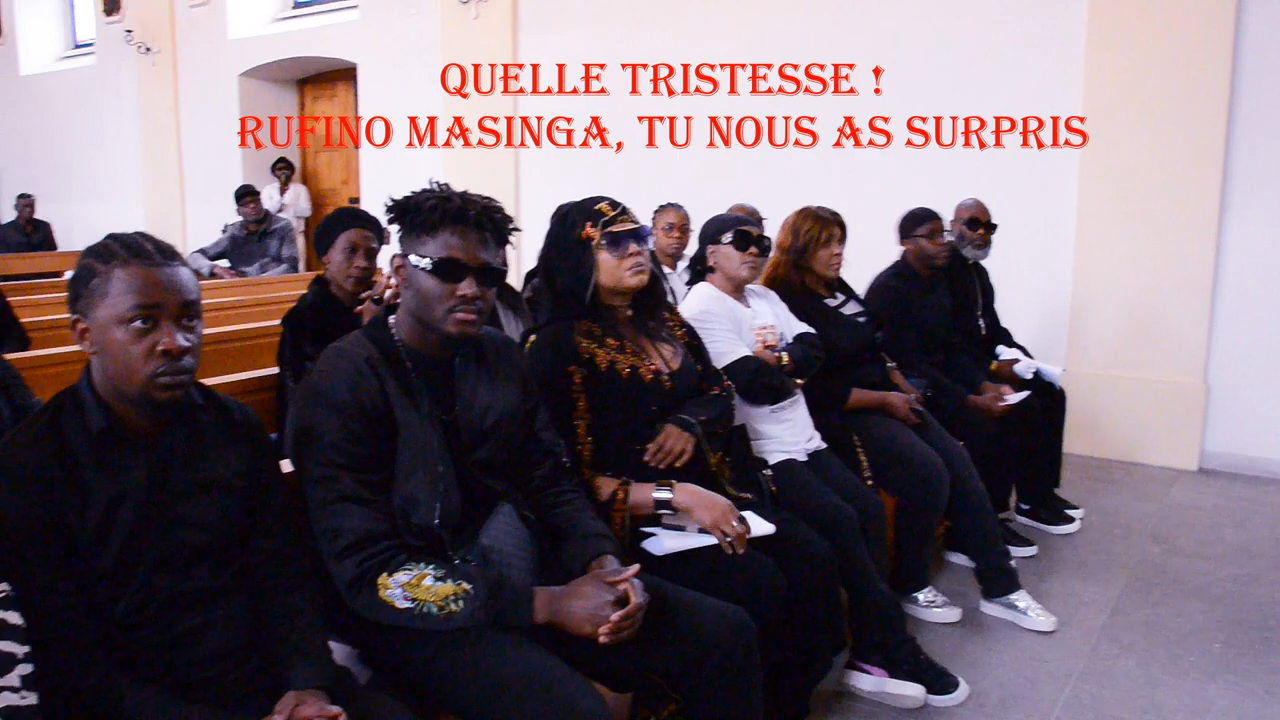 QUELLE TRISTESSE !
RUFINO MASINGA, TU NOUS AS SURPRIS